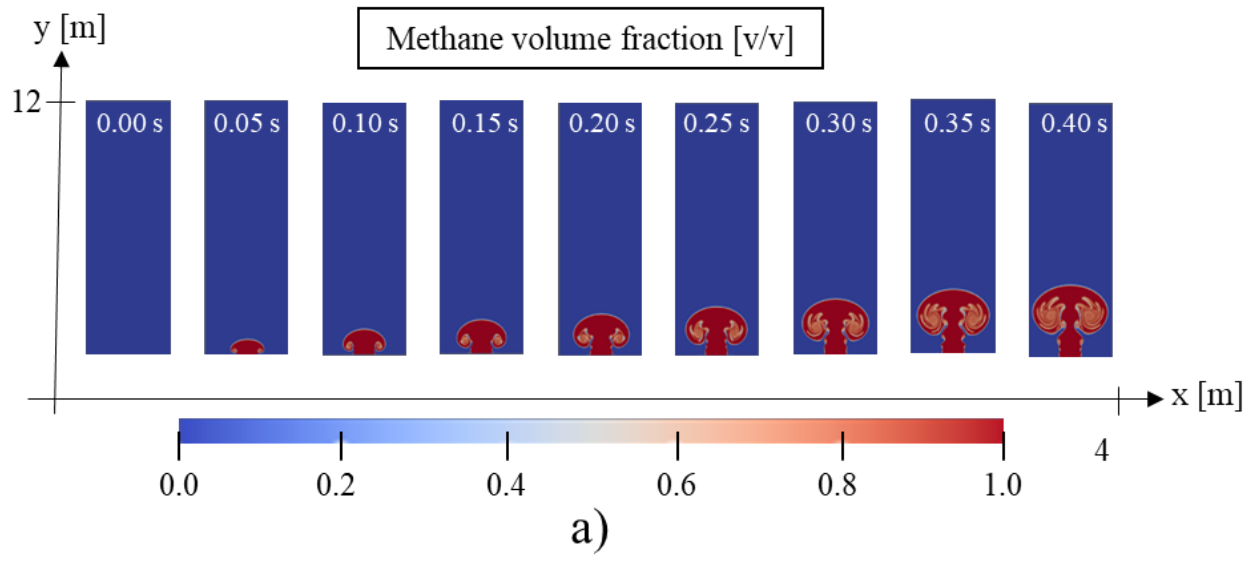 Methane volume fraction [v/v]
y [m]
12
0.00 s 0.05 s 0.10 s 0.15 s 0.20 s 0.25 s 0.30 s 0.35 s 0.40 s
x [m]
4
0.0 0.2 0.4 0.6 0.8 1.0
a)